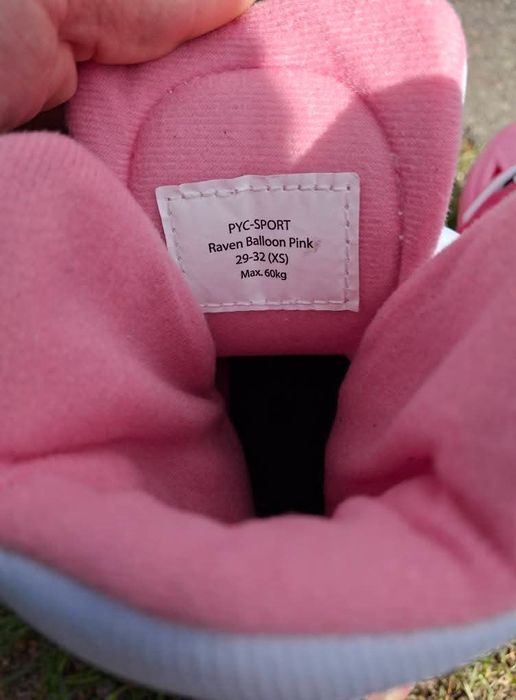 PYC-SPORT
Raven Balloon Pink
29-32 (XS)
Max. 60kg